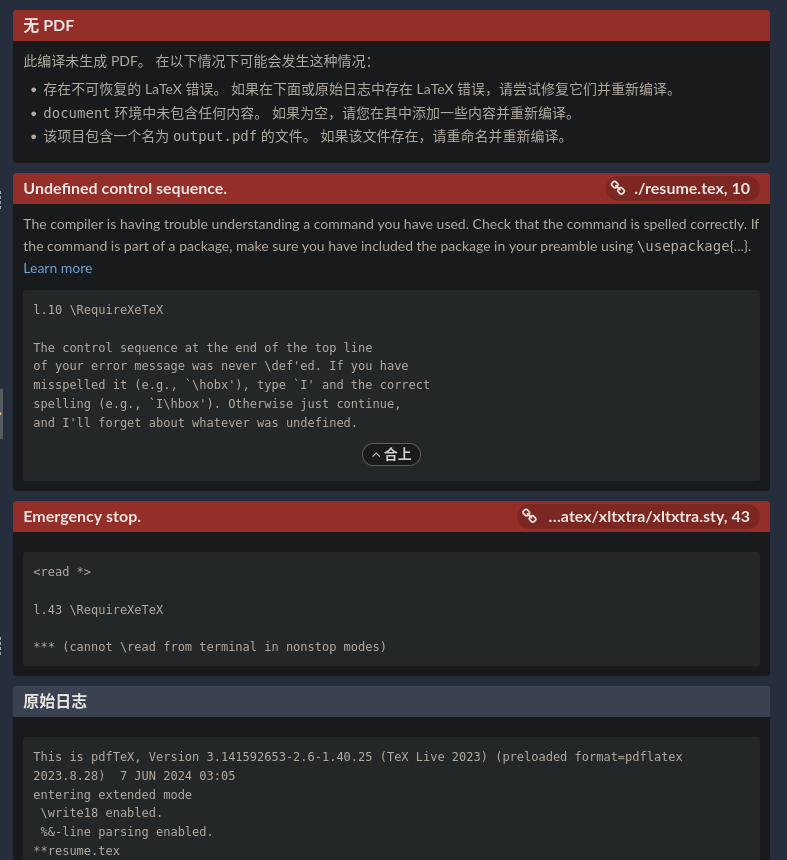 无 PDF
此编译未生成 PDF。 在以下情况下可能会发生这种情况：
• 存在不可恢复的 LaTeX 错误。 如果在下面或原始日志中存在 LaTeX 错误，请尝试修复它们并重新编译。
• document 环境中未包含任何内容。 如果为空，请您在其中添加一些内容并重新编译。
• 该项目包含一个名为 output.pdf 的文件。 如果该文件存在，请重命名并重新编译。
Undefined control sequence.
./resume.tex, 10
The compiler is having trouble understanding a command you have used. Check that the command is spelled correctly. If
the command is part of a package, make sure you have included the package in your preamble using \usepackage{...}.
Learn more
l.10 \RequireXeTeX
The control sequence at the end of the top line
of your error message was never \def'ed. If you have
misspelled it (e.g., `\hobx'), type `I' and the correct
spelling (e.g., `I\hbox'). Otherwise just continue,
and I'll forget about whatever was undefined.
合上
Emergency stop.
...atex/xltxtra/xltxtra.sty, 43
<read *>
l.43 \RequireXeTeX
*** (cannot \read from terminal in nonstop modes)
原始日志
This is pdfTeX, Version 3.141592653-2.6-1.40.25 (TeX Live 2023) (preloaded format=pdflatex
2023.8.28)  7 JUN 2024 03:05
entering extended mode
\write18 enabled.
%&-line parsing enabled.
**resume.tex